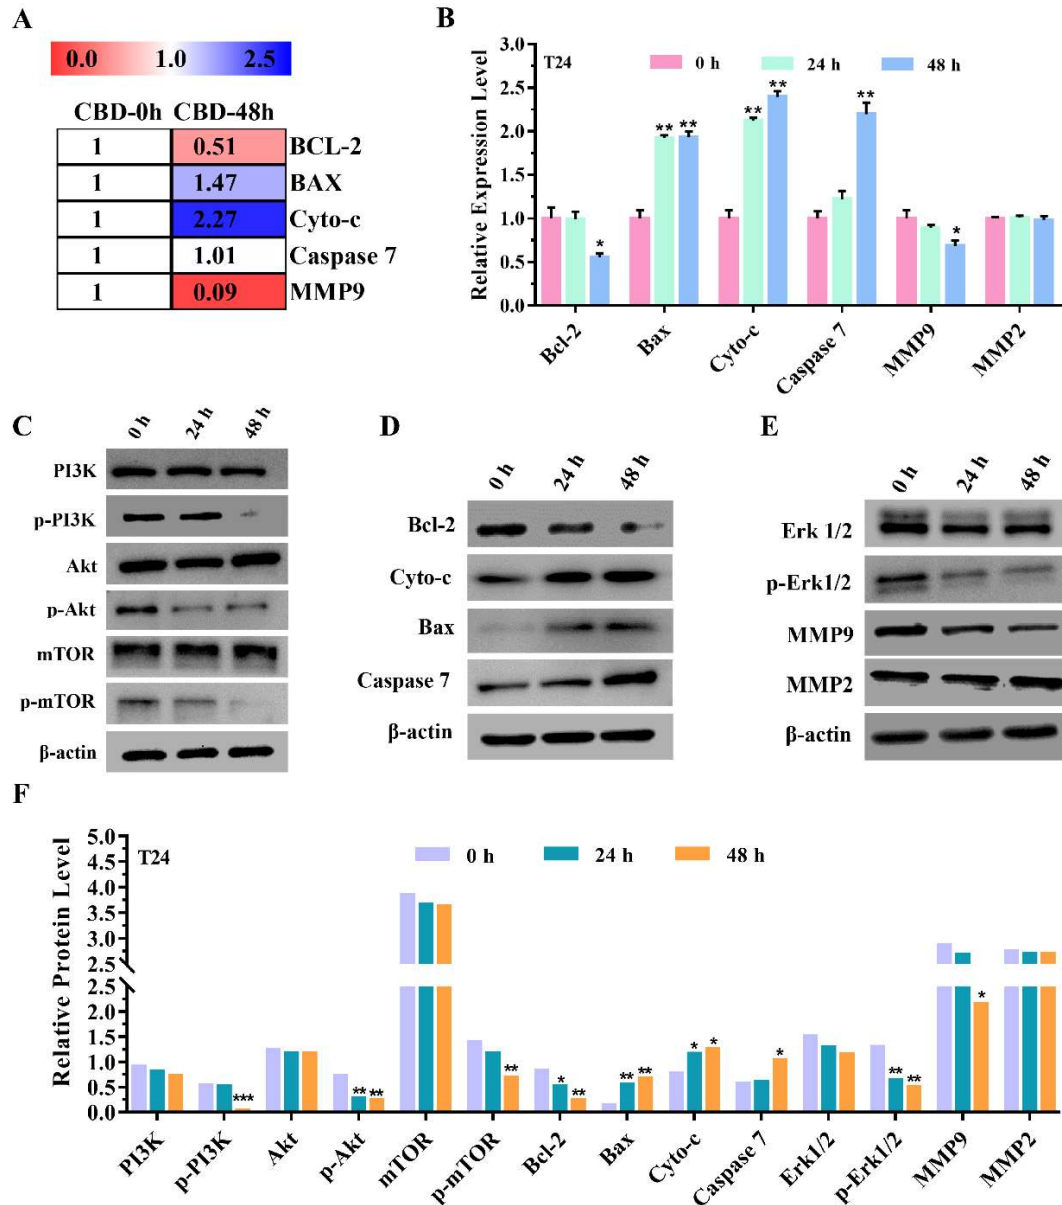 A
0.0 1.0 2.5
CBD-0h CBD-48h
1 0.51 BCL-2
1 1.47 BAX
1 2.27 Cyto-c
1 1.01 Caspase 7
1 0.09 MMP9
B
T24
0 h 24 h 48 h
Relative Expression Level
3.0
2.5
2.0
1.5
1.0
0.5
0.0
* ** ** ** ** ** *
Bcl-2 Bax Cyto-c Caspase 7 MMP9 MMP2
C
0 h 24 h 48 h
PI3K
p-PI3K
Akt
p-Akt
mTOR
p-mTOR
β-actin
D
0 h 24 h 48 h
Bcl-2
Cyto-c
Bax
Caspase 7
β-actin
E
0 h 24 h 48 h
Erk 1/2
p-Erk1/2
MMP9
MMP2
β-actin
F
T24
0 h 24 h 48 h
Relative Protein Level
5.0
4.5
4.0
3.5
3.0
2.5
2.5
2.0
1.5
1.0
0.5
0.0
*** ** ** ** * ** ** ** * * * ** ** *
PI3K p-PI3K Akt p-Akt mTOR p-mTOR Bcl-2 Bax Cyto-c Caspase 7 Erk1/2 p-Erk1/2 MMP9 MMP2